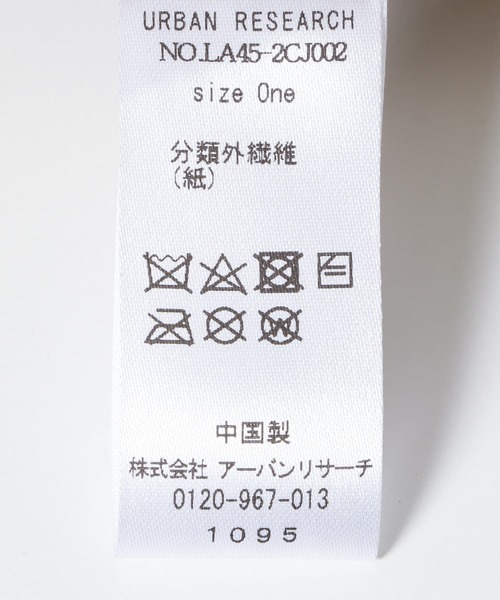 URBAN RESEARCH
NO.LA45-2CJ002
size One
分類外繊維
(紙)
中国製
株式会社 アーバンリサーチ
0120-967-013
1095